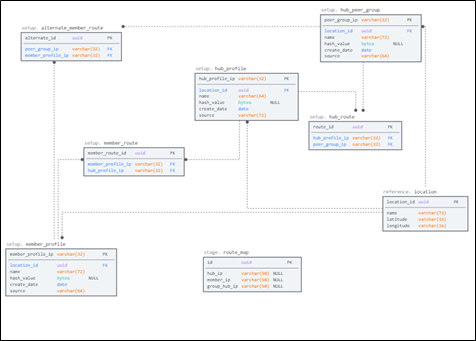 setup. alternate_member_route
alternate_id uuid PK
peer_group_ip varchar(32) FK
member_profile_ip varchar(32) FK
setup. hub_peer_group
peer_group_ip varchar(32) PK
location_id uuid FK
name varchar(72)
hash_value bytea NULL
create_date date
source varchar(64)
setup. hub_profile
hub_profile_ip varchar(32) PK
location_id uuid FK
name varchar(64)
hash_value bytea NULL
create_date date
source varchar(72)
setup. hub_route
route_id uuid PK
hub_profile_ip varchar(32) FK
peer_group_ip varchar(32) FK
setup. member_route
member_route_id uuid PK
member_profile_ip varchar(32) FK
hub_profile_ip varchar(32) FK
reference. location
location_id uuid PK
name varchar(72)
latitude varchar(16)
longitude varchar(16)
setup. member_profile
member_profile_ip varchar(32) PK
location_id uuid FK
name varchar(72)
hash_value bytea NULL
create_date date
source varchar(64)
stage. route_map
id uuid PK
hub_ip varchar(50) NULL
member_ip varchar(50) NULL
group_hub_ip varchar(50) NULL